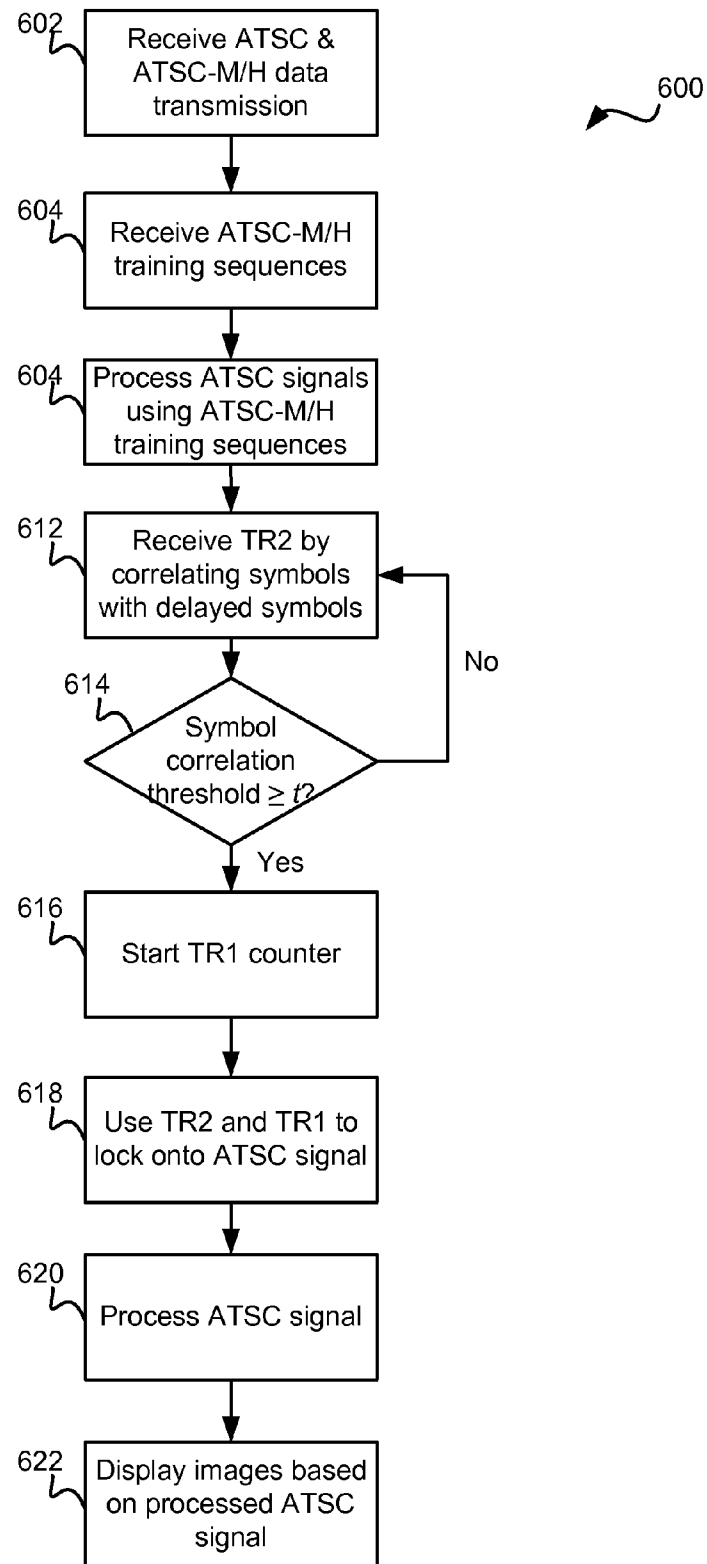 602
Receive ATSC &
ATSC-M/H data
transmission
600
604
Receive ATSC-M/H
training sequences
604
Process ATSC signals
using ATSC-M/H
training sequences
612
Receive TR2 by
correlating symbols
with delayed symbols
No
614
Symbol
correlation
threshold ≥ t?
Yes
616
Start TR1 counter
618
Use TR2 and TR1 to
lock onto ATSC signal
620
Process ATSC signal
622
Display images based
on processed ATSC
signal